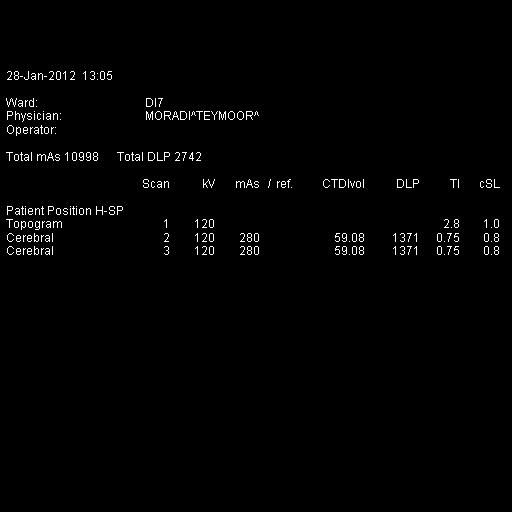 28-Jan-2012 13:05
Ward: DI7
Physician: MORADI^TEYMOOR^
Operator:
Total mAs 10998 Total DLP 2742
Scan kV mAs / ref. CTDIvol DLP TI cSL
Patient Position H-SP
Topogram 1 120 2.8 1.0
Cerebral 2 120 280 59.08 1371 0.75 0.8
Cerebral 3 120 280 59.08 1371 0.75 0.8